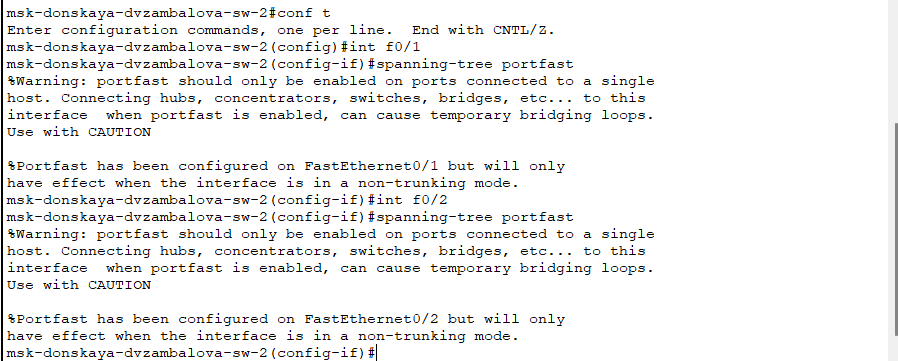 msk-donskaya-dvzambalova-sw-2#conf t
Enter configuration commands, one per line.  End with CNTL/Z.
msk-donskaya-dvzambalova-sw-2(config)#int f0/1
msk-donskaya-dvzambalova-sw-2(config-if)#spanning-tree portfast
%Warning: portfast should only be enabled on ports connected to a single
host. Connecting hubs, concentrators, switches, bridges, etc... to this
interface  when portfast is enabled, can cause temporary bridging loops.
Use with CAUTION

%Portfast has been configured on FastEthernet0/1 but will only
have effect when the interface is in a non-trunking mode.
msk-donskaya-dvzambalova-sw-2(config-if)#int f0/2
msk-donskaya-dvzambalova-sw-2(config-if)#spanning-tree portfast
%Warning: portfast should only be enabled on ports connected to a single
host. Connecting hubs, concentrators, switches, bridges, etc... to this
interface  when portfast is enabled, can cause temporary bridging loops.
Use with CAUTION

%Portfast has been configured on FastEthernet0/2 but will only
have effect when the interface is in a non-trunking mode.
msk-donskaya-dvzambalova-sw-2(config-if)#